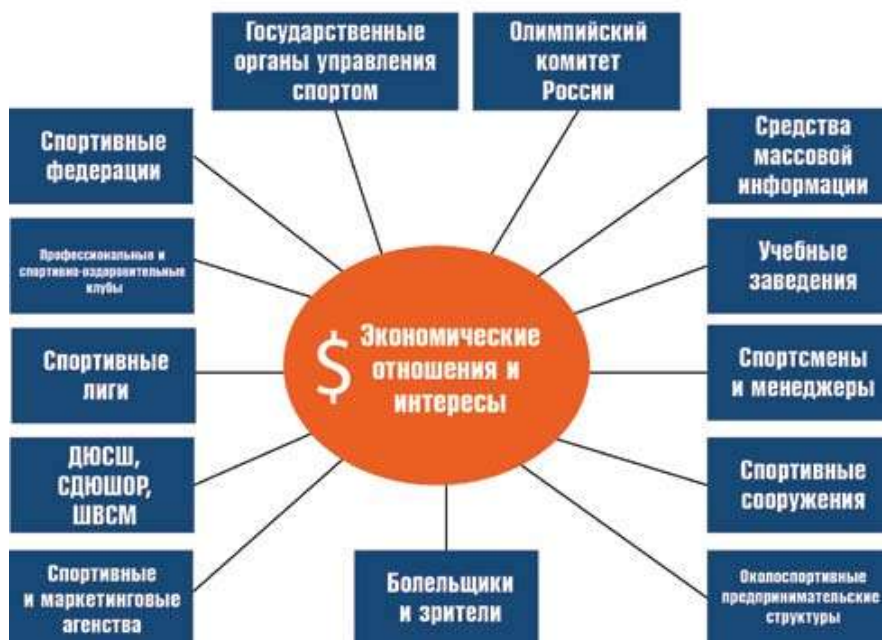 Государственные
органы управления
спортом
Олимпийский
комитет
России
Спортивные
федерации
Средства
массовой
информации
Профессиональные и
спортивно-оздоровительные
клубы
Учебные
заведения
$ Экономические
отношения и
интересы
Спортивные
лиги
Спортсмены
и менеджеры
ДЮСШ,
СДЮШОР,
ШВСМ
Спортивные
сооружения
Спортивные
и маркетинговые
агенства
Болельщики
и зрители
Околоспортивные
предпринимательские
структуры